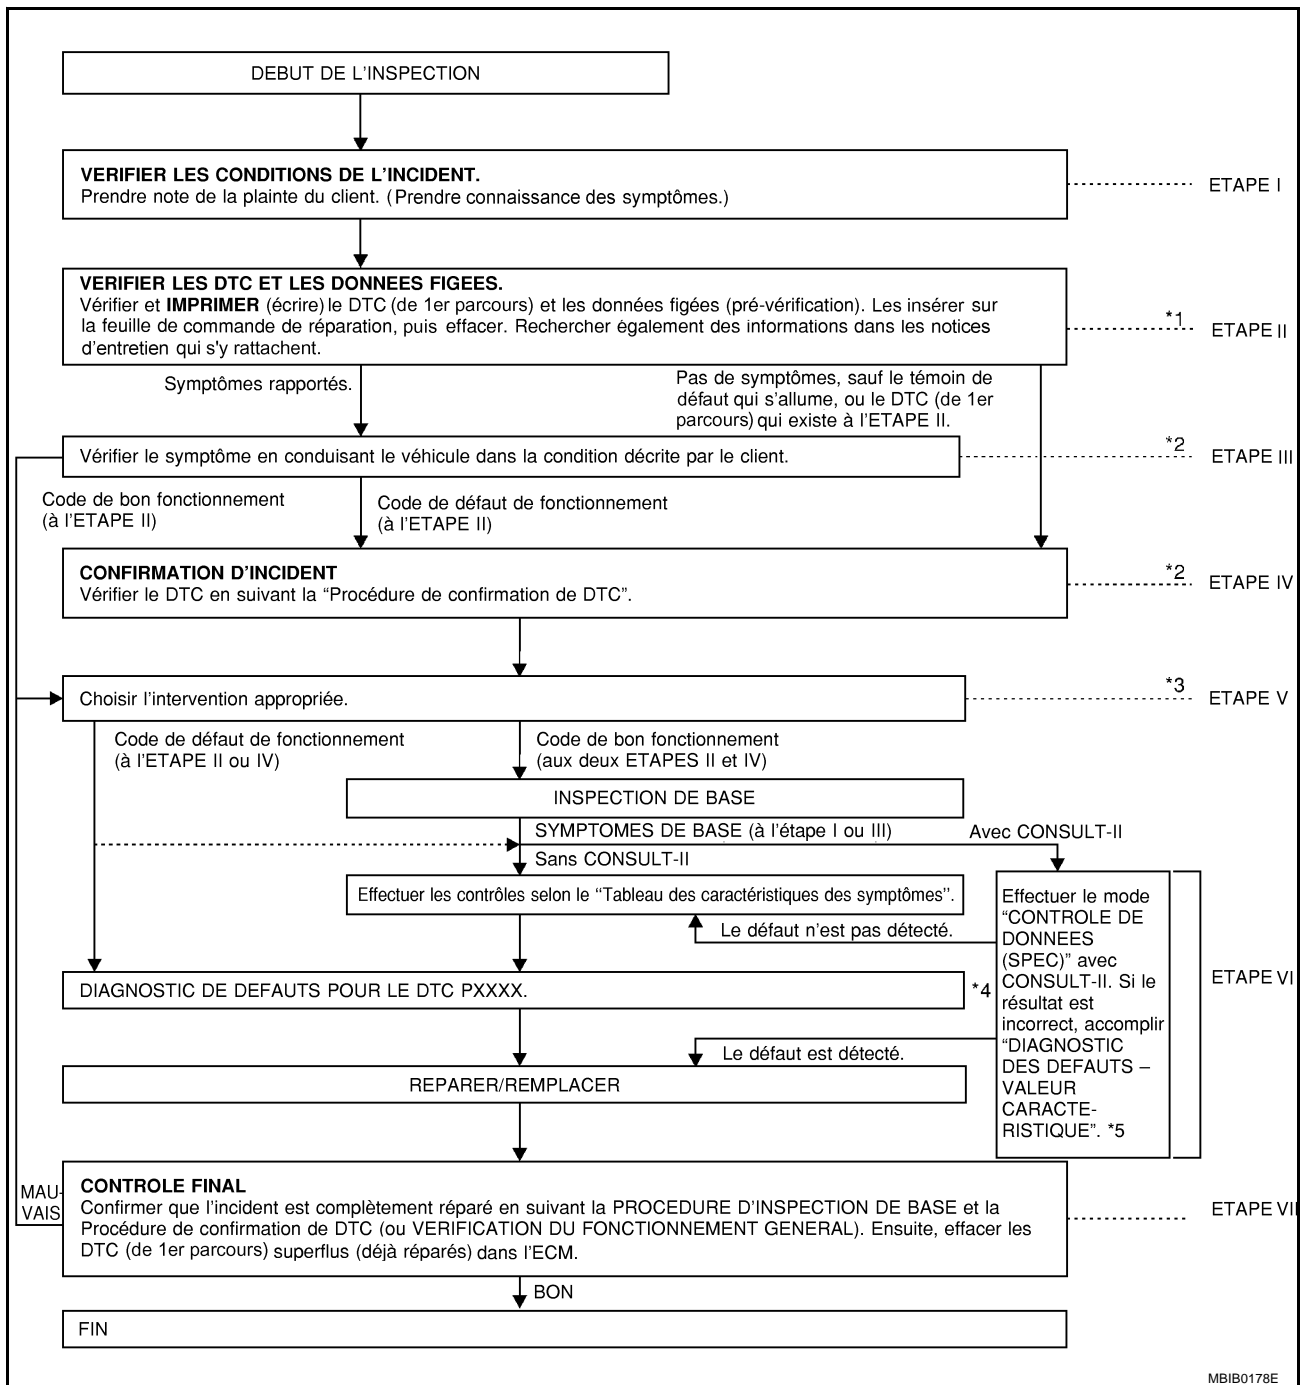 DEBUT DE L'INSPECTION
VERIFIER LES CONDITIONS DE L'INCIDENT.
Prendre note de la plainte du client. (Prendre connaissance des symptômes.)
ETAPE I
VERIFIER LES DTC ET LES DONNEES FIGEES.
Vérifier et IMPRIMER (écrire) le DTC (de 1er parcours) et les données figées (pré-vérification). Les insérer sur
la feuille de commande de réparation, puis effacer. Rechercher également des informations dans les notices
d'entretien qui s'y rattachent.
*1
ETAPE II
Symptômes rapportés.
Pas de symptômes, sauf le témoin de
défaut qui s'allume, ou le DTC (de 1er
parcours) qui existe à l'ETAPE II.
Vérifier le symptôme en conduisant le véhicule dans la condition décrite par le client.
*2
ETAPE III
Code de bon fonctionnement
(à l'ETAPE II)
Code de défaut de fonctionnement
(à l'ETAPE II)
CONFIRMATION D'INCIDENT
Vérifier le DTC en suivant la “Procédure de confirmation de DTC”.
*2
ETAPE IV
Choisir l'intervention appropriée.
*3
ETAPE V
Code de défaut de fonctionnement
(à l'ETAPE II ou IV)
Code de bon fonctionnement
(aux deux ETAPES II et IV)
INSPECTION DE BASE
SYMPTOMES DE BASE (à l'étape I ou III)
Avec CONSULT-II
Sans CONSULT-II
Effectuer les contrôles selon le ''Tableau des caractéristiques des symptômes''.
Le défaut n'est pas détecté.
Effectuer le mode
“CONTROLE DE
DONNEES
(SPEC)” avec
CONSULT-II. Si le
résultat est
incorrect, accomplir
“DIAGNOSTIC
DES DEFAUTS –
VALEUR
CARACTE-
RISTIQUE”. *5
ETAPE VI
DIAGNOSTIC DE DEFAUTS POUR LE DTC PXXXX.
*4
Le défaut est détecté.
REPARER/REMPLACER
MAU-
VAIS
CONTROLE FINAL
Confirmer que l'incident est complètement réparé en suivant la PROCEDURE D'INSPECTION DE BASE et la
Procédure de confirmation de DTC (ou VERIFICATION DU FONCTIONNEMENT GENERAL). Ensuite, effacer les
DTC (de 1er parcours) superflus (déjà réparés) dans l'ECM.
ETAPE VII
BON
FIN
MBIB0178E